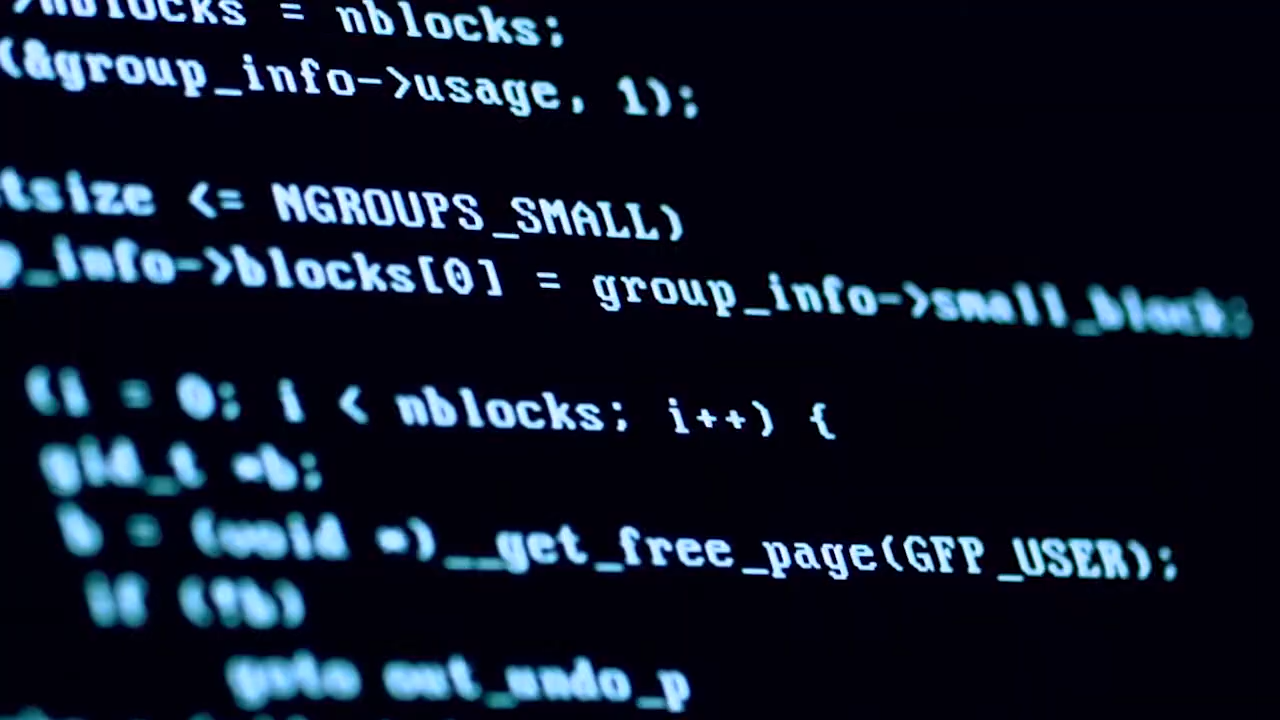 >nblocks = nblocks;
(&group_info->usage, 1);
tsize <= NGROUPS_SMALL)
p_info->blocks[0] = group_info->small_block;
(i = 0; i < nblocks; i++) {
gid_t *b;
b = (void *)__get_free_page(GFP_USER);
if (!b)
goto out_undo_p